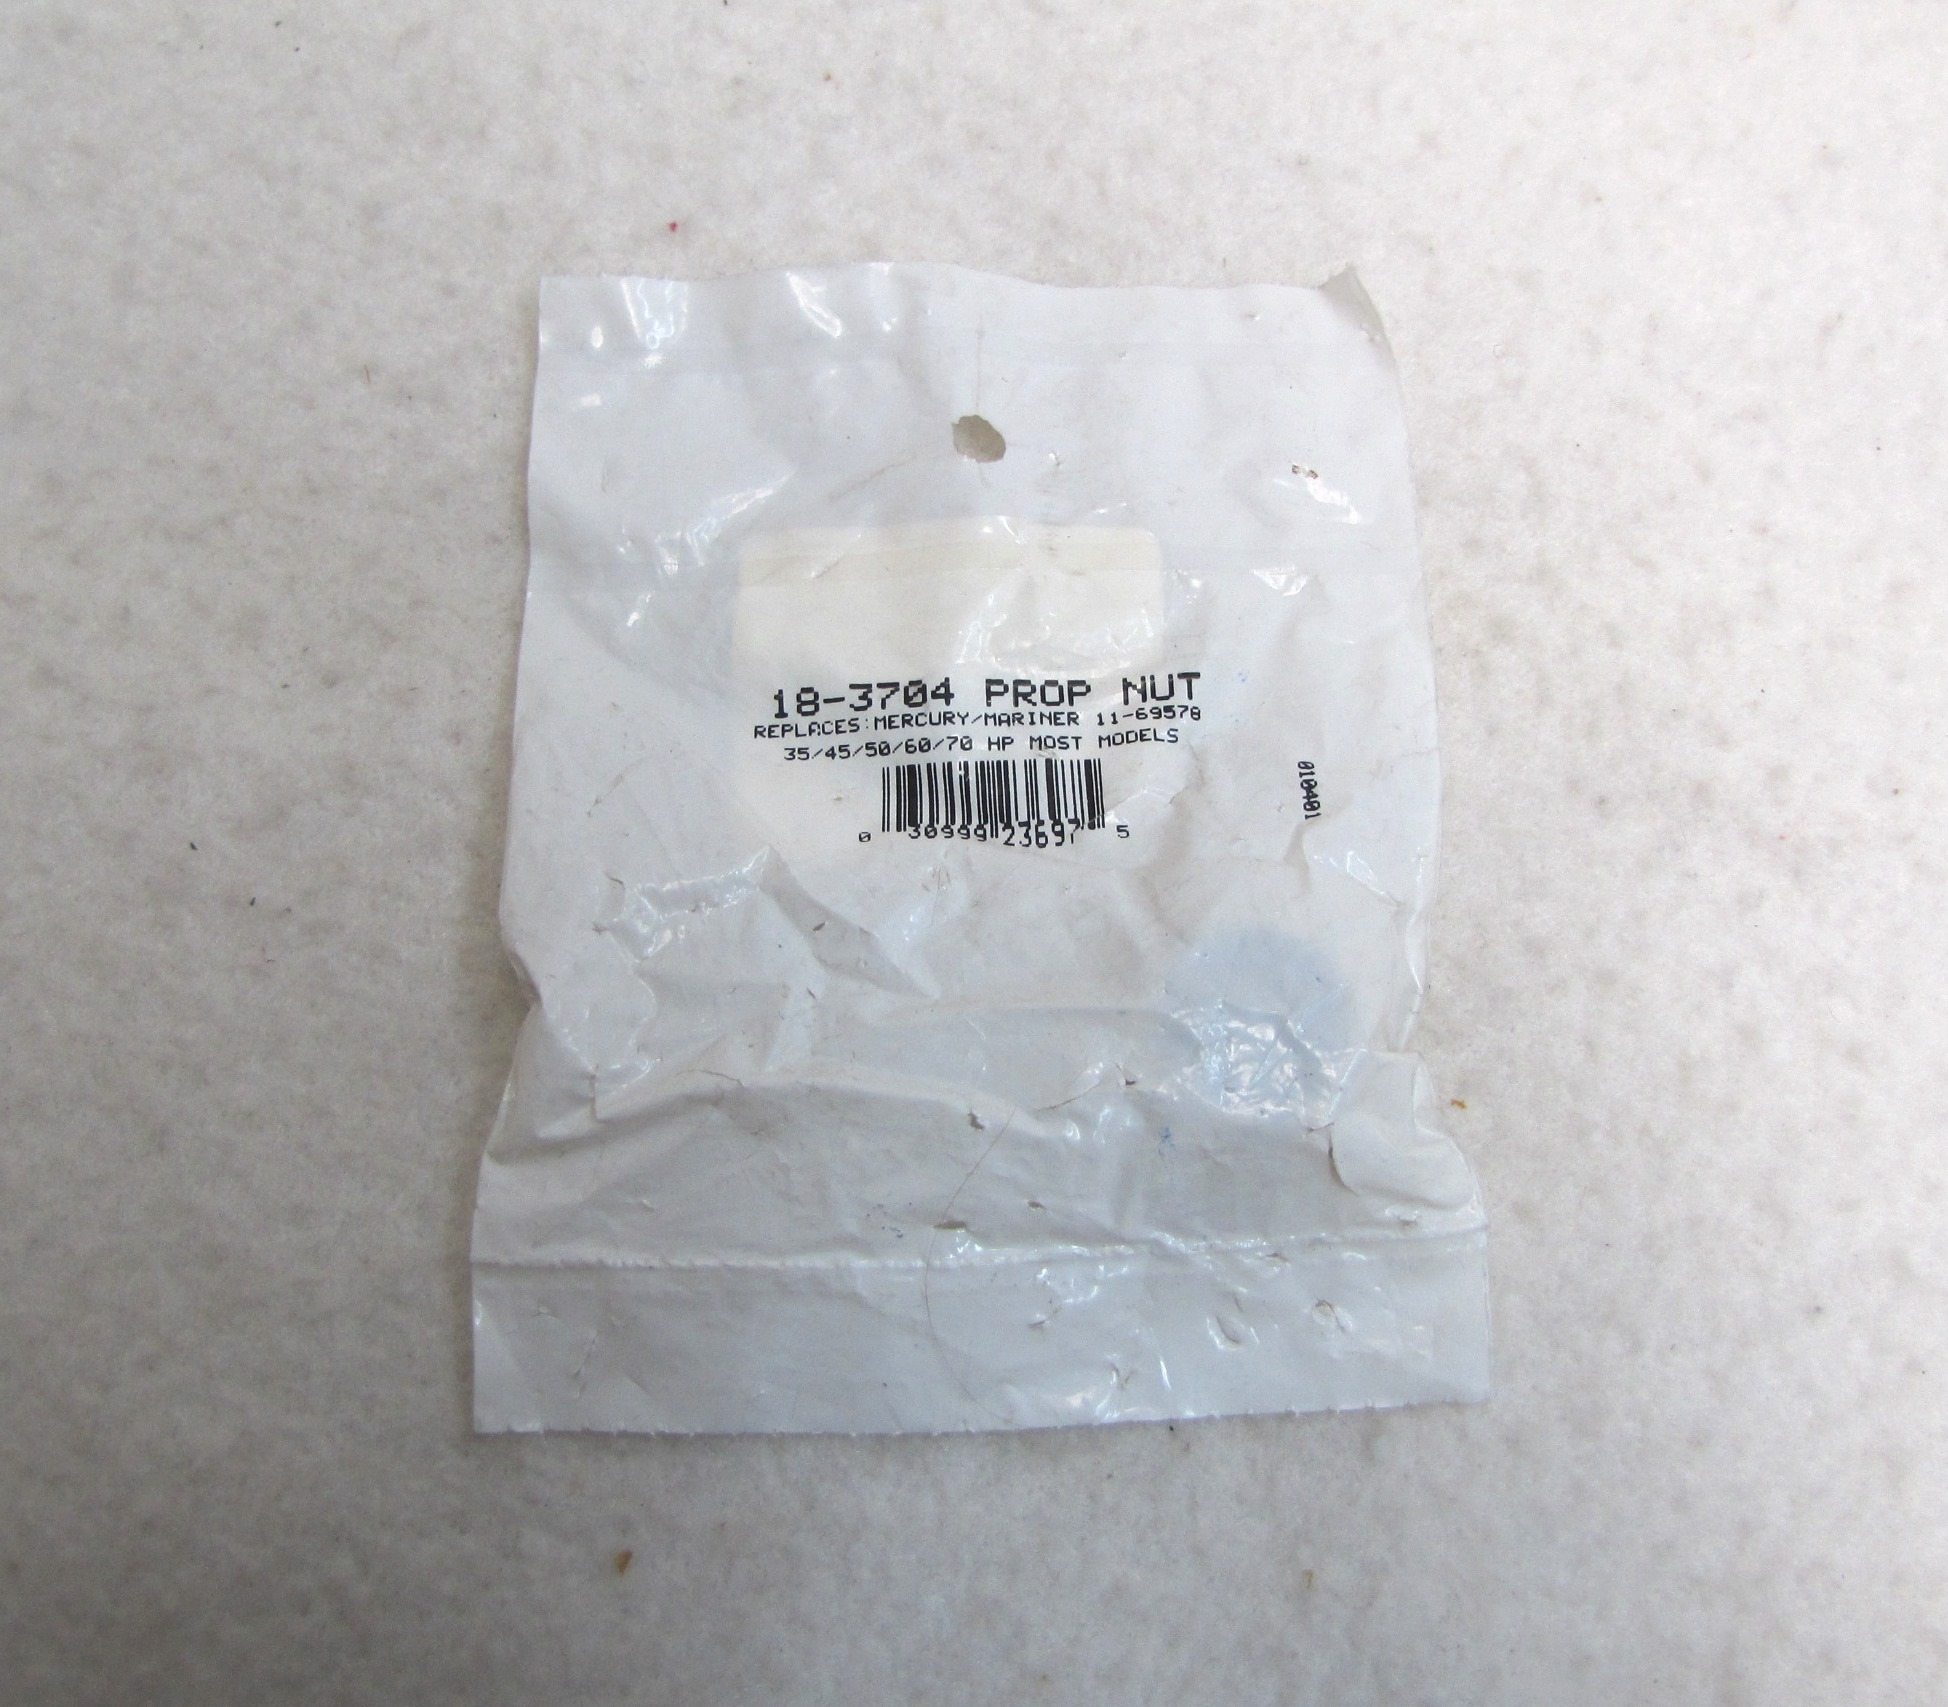 18-3704 PROP NUT
REPLACES:MERCURY/MARINER 11-69578
35/45/50/60/70 HP MOST MODELS
0 30999 23697 5
010401